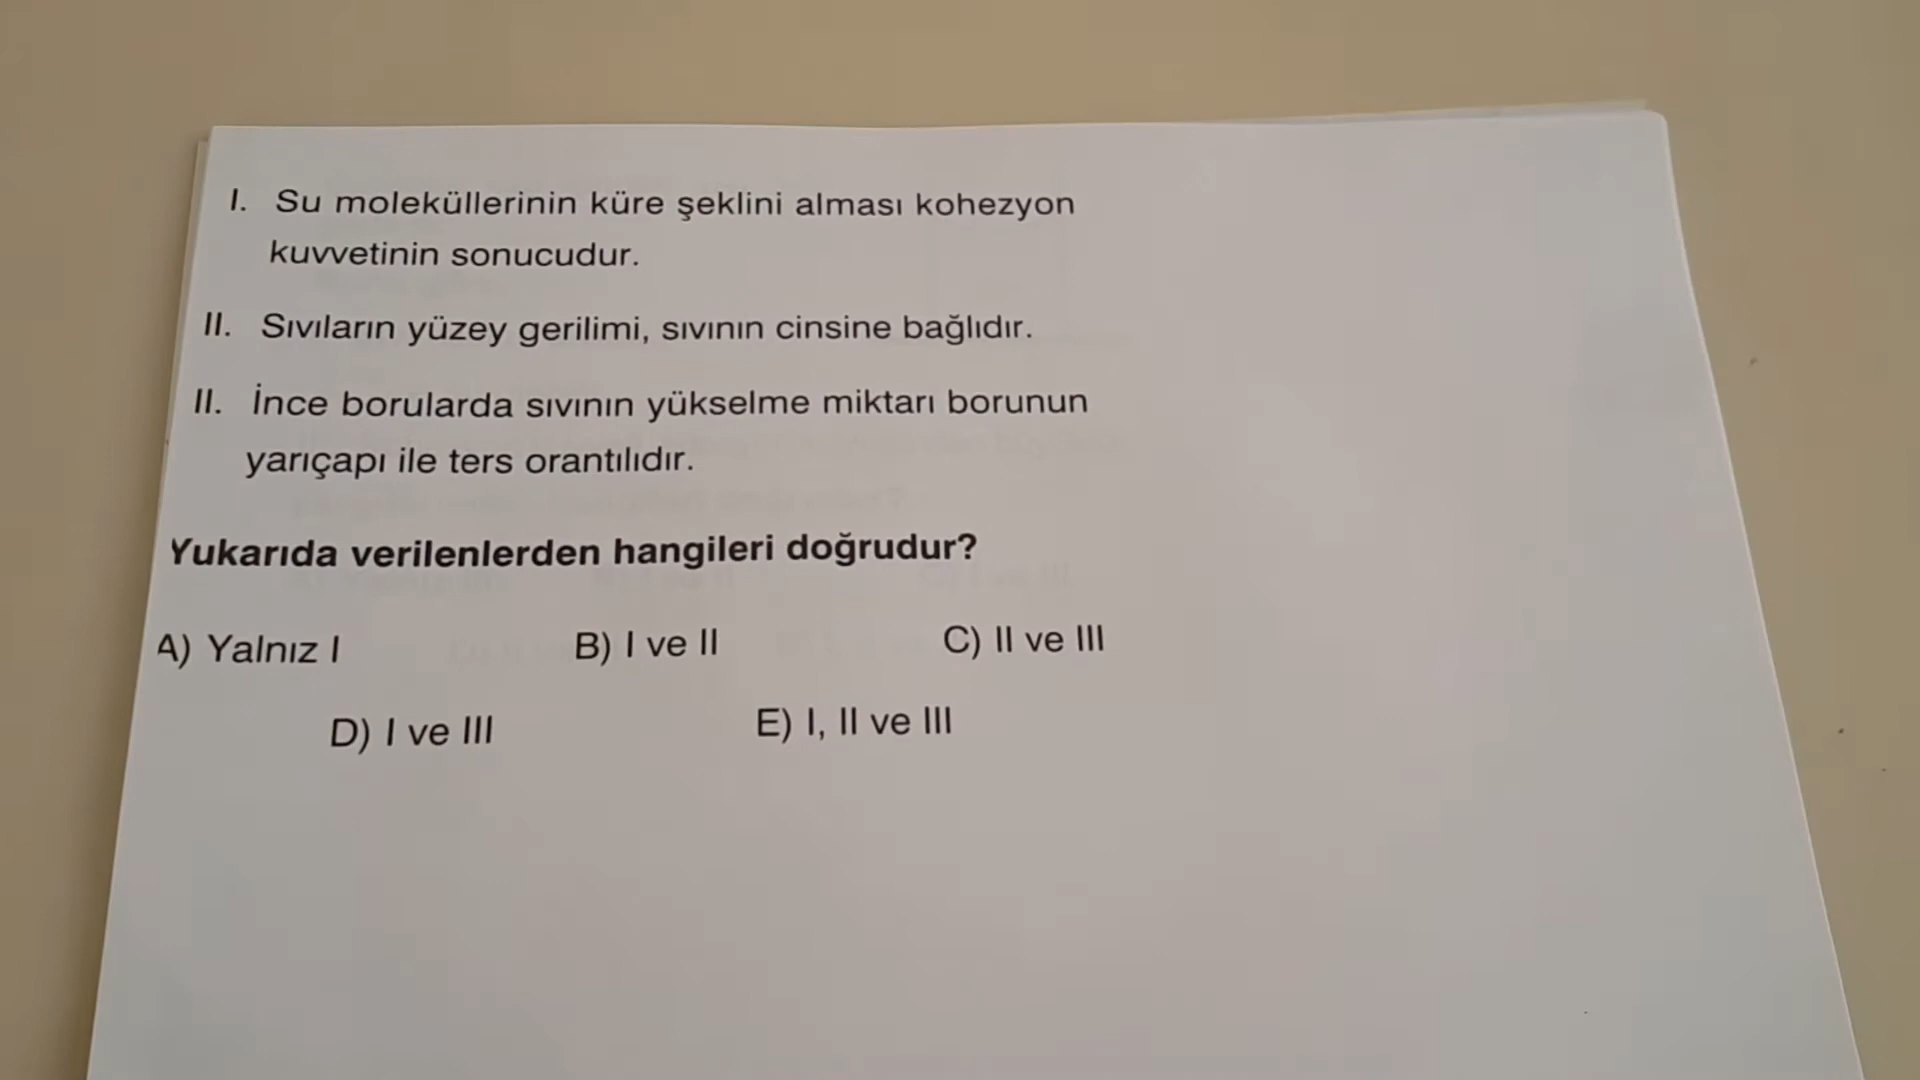 I. Su moleküllerinin küre şeklini alması kohezyon
kuvvetinin sonucudur.
II. Sıvıların yüzey gerilimi, sıvının cinsine bağlıdır.
II. İnce borularda sıvının yükselme miktarı borunun
yarıçapı ile ters orantılıdır.
Yukarıda verilenlerden hangileri doğrudur?
A) Yalnız I B) I ve II C) II ve III
D) I ve III E) I, II ve III